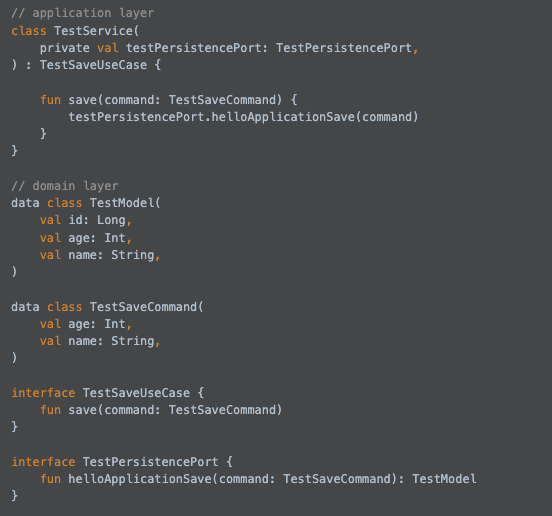 // application layer
class TestService(
    private val testPersistencePort: TestPersistencePort,
) : TestSaveUseCase {
    fun save(command: TestSaveCommand) {
        testPersistencePort.helloApplicationSave(command)
    }
}
// domain layer
data class TestModel(
    val id: Long,
    val age: Int,
    val name: String,
)
data class TestSaveCommand(
    val age: Int,
    val name: String,
)
interface TestSaveUseCase {
    fun save(command: TestSaveCommand)
}
interface TestPersistencePort {
    fun helloApplicationSave(command: TestSaveCommand): TestModel
}